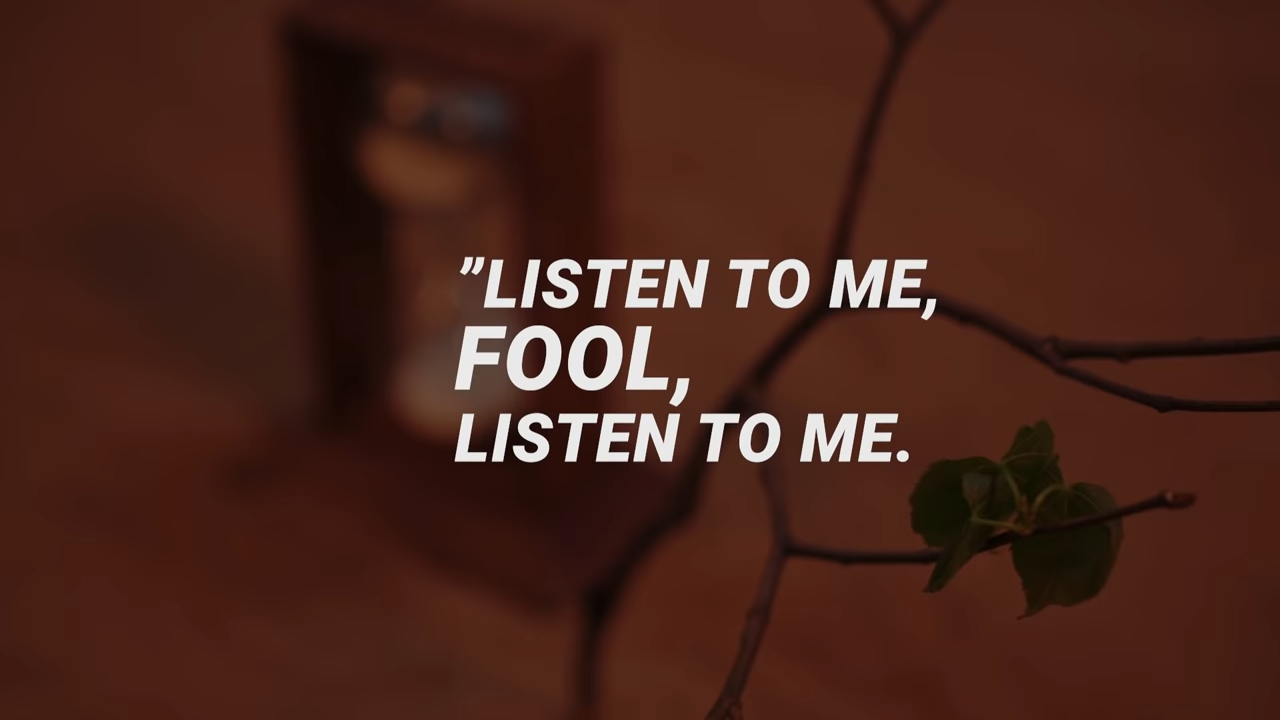 ”LISTEN TO ME,
FOOL,
LISTEN TO ME.